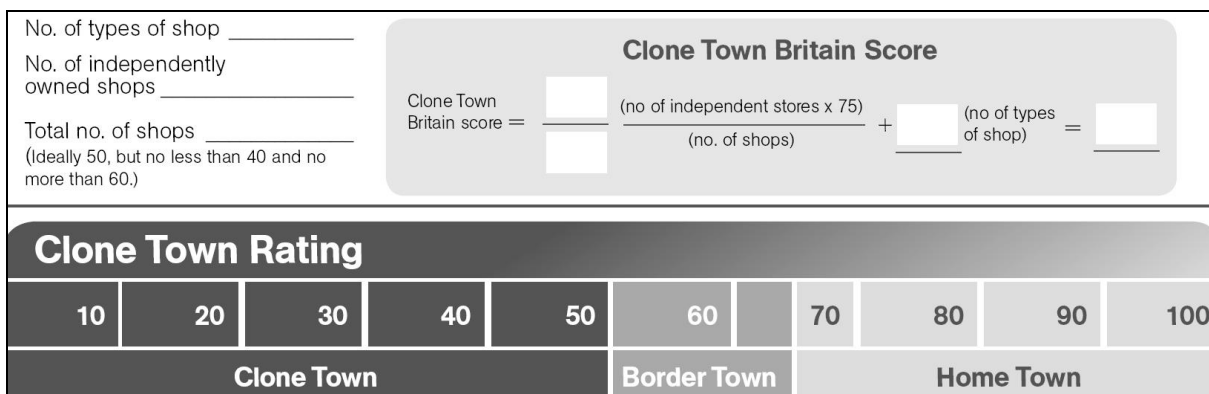 No. of types of shop ____________
No. of independently
owned shops __________________
Total no. of shops ______________
(Ideally 50, but no less than 40 and no
more than 60.)
Clone Town Britain Score
Clone Town
Britain score =
(no of independent stores x 75)
(no. of shops)
+
(no of types
of shop)
=
Clone Town Rating
10 20 30 40 50 60 70 80 90 100
Clone Town Border Town Home Town